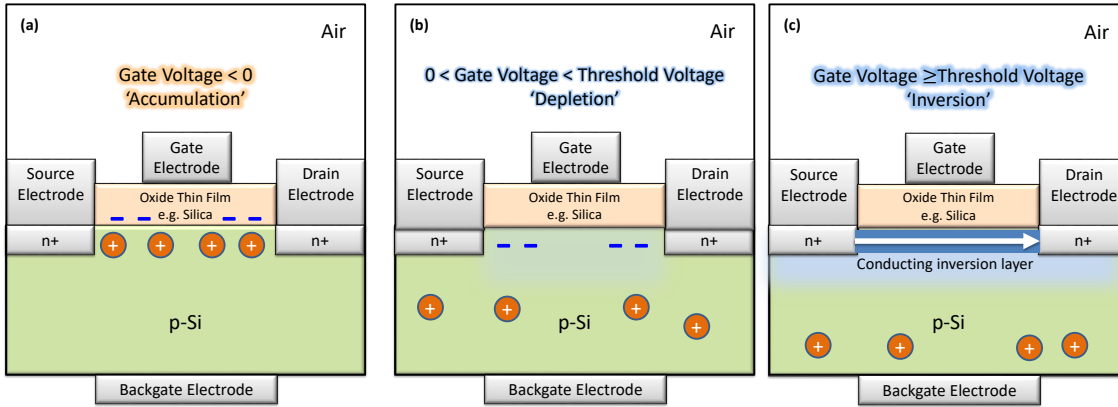 (a)
Air
Gate Voltage < 0
‘Accumulation’
Gate
Electrode
Source
Electrode
Drain
Electrode
Oxide Thin Film
e.g. Silica
n+
n+
+
+
+
+
p-Si
Backgate Electrode
(b)
Air
0 < Gate Voltage < Threshold Voltage
‘Depletion’
Gate
Electrode
Source
Electrode
Drain
Electrode
Oxide Thin Film
e.g. Silica
n+
n+
+
+
+
+
p-Si
Backgate Electrode
(c)
Air
Gate Voltage ≥Threshold Voltage
‘Inversion’
Gate
Electrode
Source
Electrode
Drain
Electrode
Oxide Thin Film
e.g. Silica
n+
n+
Conducting inversion layer
p-Si
+
+
+
+
Backgate Electrode